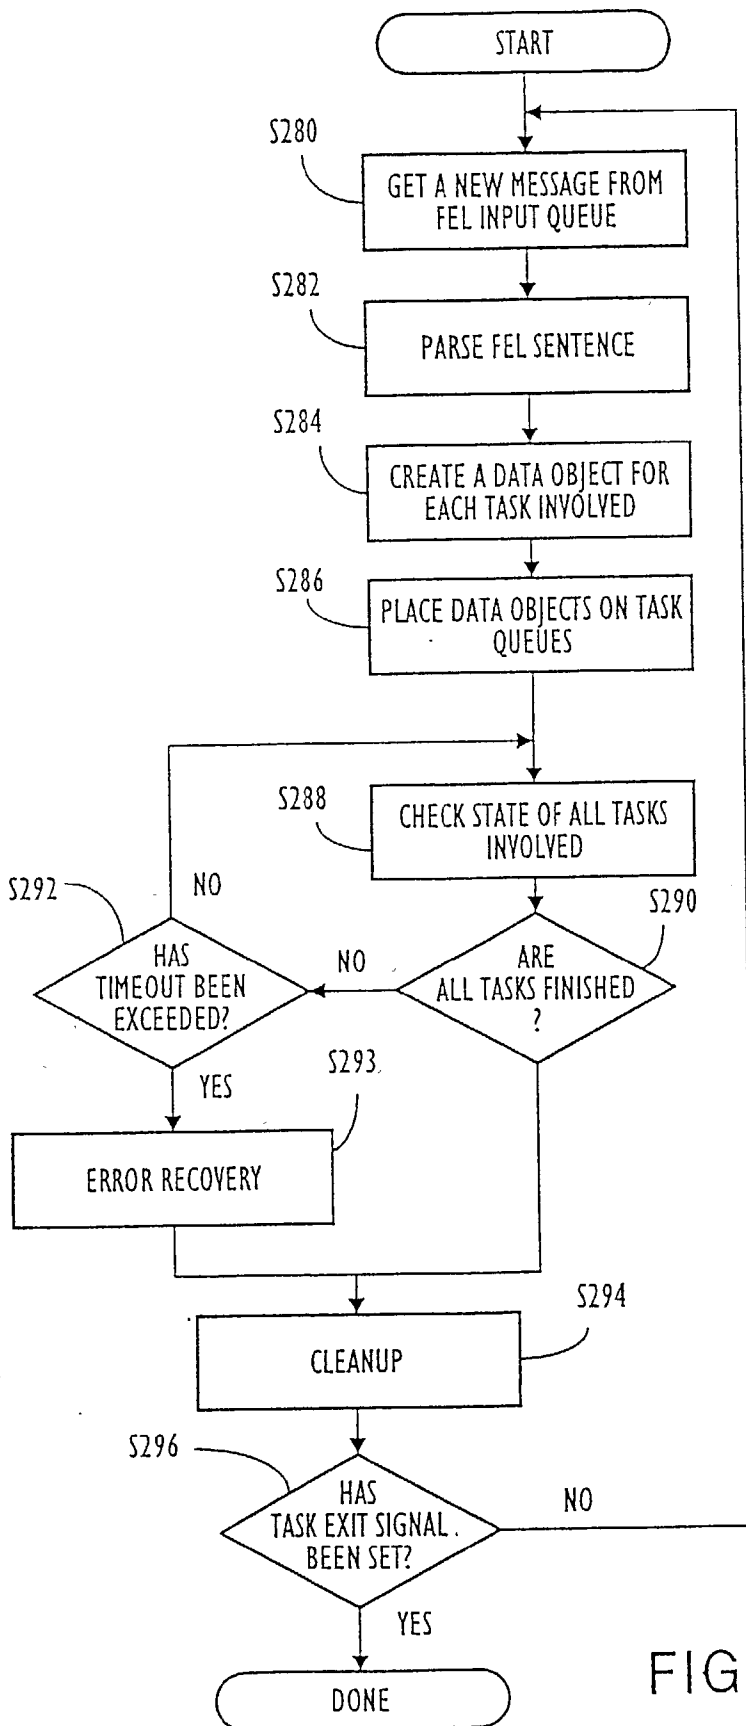 START
S280
GET A NEW MESSAGE FROM
FEL INPUT QUEUE
S282
PARSE FEL SENTENCE
S284
CREATE A DATA OBJECT FOR
EACH TASK INVOLVED
S286
PLACE DATA OBJECTS ON TASK
QUEUES
S288
CHECK STATE OF ALL TASKS
INVOLVED
S290
ARE
ALL TASKS FINISHED
?
NO
S292
HAS
TIMEOUT BEEN
EXCEEDED?
NO
YES
S293
ERROR RECOVERY
S294
CLEANUP
S296
HAS
TASK EXIT SIGNAL
BEEN SET?
NO
YES
DONE
FIG